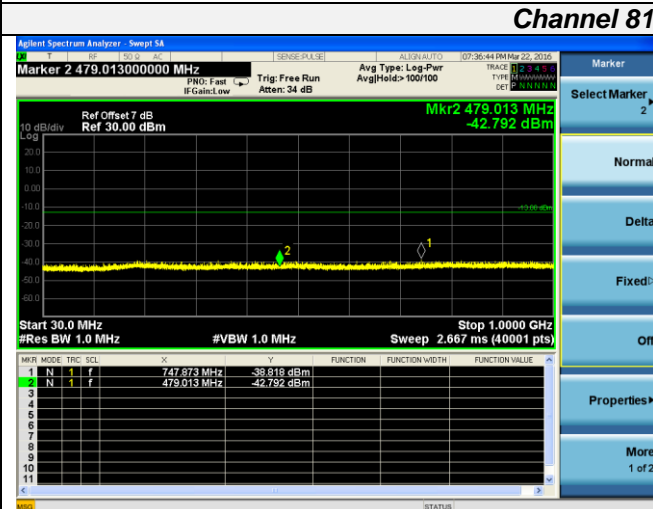 Channel 81
Agilent Spectrum Analyzer - Swept SA
T RF 50 Ω AC SENSE:PULSE ALIGN AUTO 07:36:44 PM Mar 22, 2016
Marker 2 479.013000000 MHz
PNO: Fast
IFGain:Low
Trig: Free Run
Atten: 34 dB
Avg Type: Log-Pwr
Avg|Hold:> 100/100
TRACE 1 2 3 4 5 6
TYPE M
DET P N N N N N
Mkr2 479.013 MHz
-42.792 dBm
Ref Offset 7 dB
10 dB/div Ref 30.00 dBm
Log
20.0
10.0
0.00
-10.0
-13.00 dBm
-20.0
-30.0
-40.0
-50.0
-60.0
2
1
Start 30.0 MHz Stop 1.0000 GHz
#Res BW 1.0 MHz #VBW 1.0 MHz Sweep 2.667 ms (40001 pts)
MKR MODE TRC SCL X Y FUNCTION FUNCTION WIDTH FUNCTION VALUE
1 N 1 f 747.873 MHz -38.818 dBm
2 N 1 f 479.013 MHz -42.792 dBm
3
4
5
6
7
8
9
10
11
MSG STATUS
Marker
Select Marker
2
Normal
Delta
Fixed
Off
Properties
More
1 of 2